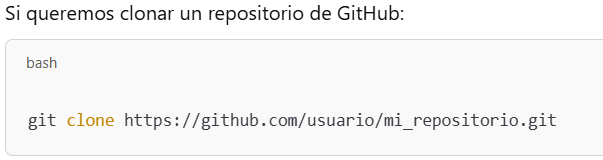 Si queremos clonar un repositorio de GitHub:
bash
git clone https://github.com/usuario/mi_repositorio.git